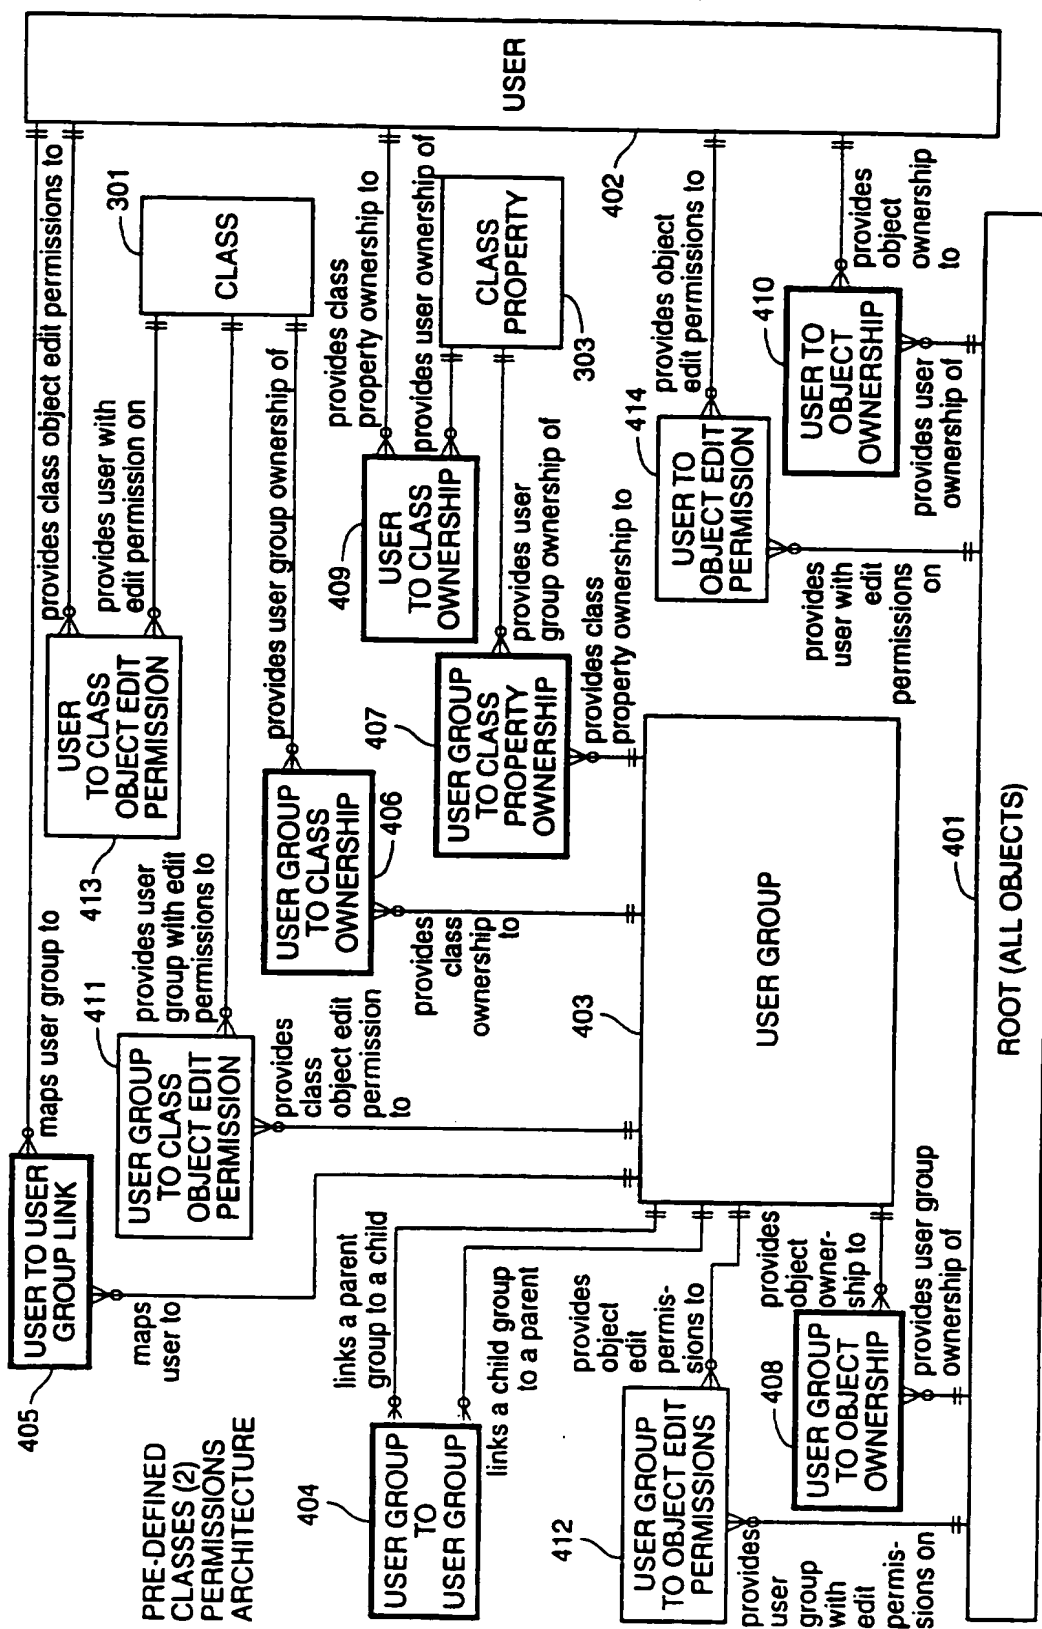 PRE-DEFINED
CLASSES (2)
PERMISSIONS
ARCHITECTURE
405
USER TO USER
GROUP LINK
maps user group to
maps
user to
provides class object edit permissions to
413
USER
TO CLASS
OBJECT EDIT
PERMISSION
provides user with
edit permission on
301
CLASS
USER
402
411
USER GROUP
TO CLASS
OBJECT EDIT
PERMISSION
provides user
group with edit
permissions to
provides
class
object edit
permission
to
provides user group ownership of
USER GROUP
TO CLASS
OWNERSHIP
406
provides
class
ownership
to
provides class
property ownership to
provides user ownership of
409
USER
TO CLASS
OWNERSHIP
CLASS
PROPERTY
303
407
USER GROUP
TO CLASS
PROPERTY
OWNERSHIP
provides user
group ownership of
provides class
property ownership to
404
USER GROUP
TO
USER GROUP
links a parent
group to a child
links a child group
to a parent
403
USER GROUP
414
USER TO
OBJECT EDIT
PERMISSION
provides object
edit permissions to
provides
user with edit
permissions
on
410
USER TO
OBJECT
OWNERSHIP
provides
object
ownership
to
provides user
ownership of
412
USER GROUP
TO OBJECT EDIT
PERMISSIONS
provides
object
edit
permis-
sions to
provides
user
group
with
edit
permis-
sions on
408
USER GROUP
TO OBJECT
OWNERSHIP
provides
object
owner-
ship to
provides user group
ownership of
401
ROOT (ALL OBJECTS)